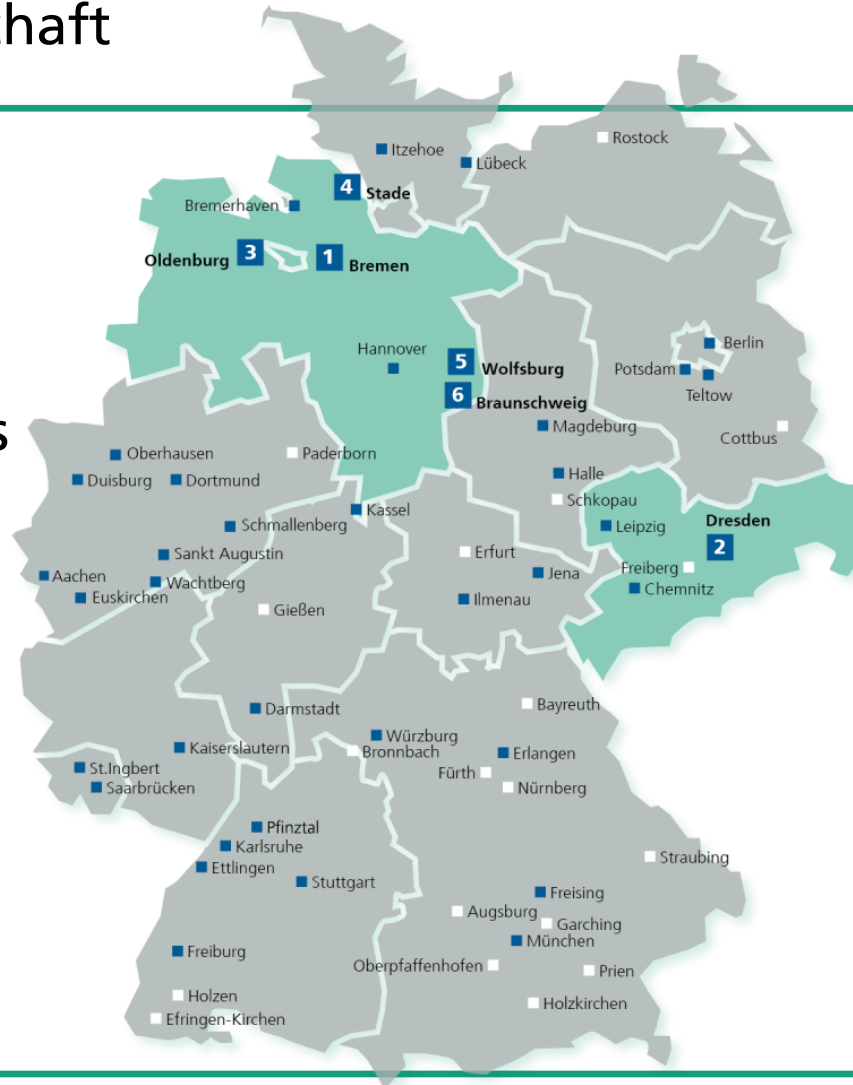 chaft
Rostock
Itzehoe
Lübeck
4 Stade
Bremerhaven
Oldenburg 3
1 Bremen
Hannover
Berlin
5 Wolfsburg
Potsdam
Teltow
6 Braunschweig
Magdeburg
Cottbus
s
Oberhausen
Paderborn
Duisburg
Dortmund
Halle
Schkopau
Kassel
Schmallenberg
Leipzig
Dresden
2
Sankt Augustin
Erfurt
Freiberg
Aachen
Wachtberg
Jena
Chemnitz
Euskirchen
Ilmenau
Gießen
Bayreuth
Darmstadt
Würzburg
Kaiserslautern
Bronnbach
Erlangen
St.Ingbert
Fürth
Saarbrücken
Nürnberg
Pfinztal
Karlsruhe
Straubing
Ettlingen
Stuttgart
Freising
Augsburg
Garching
München
Freiburg
Oberpfaffenhofen
Prien
Holzen
Holzkirchen
Efringen-Kirchen